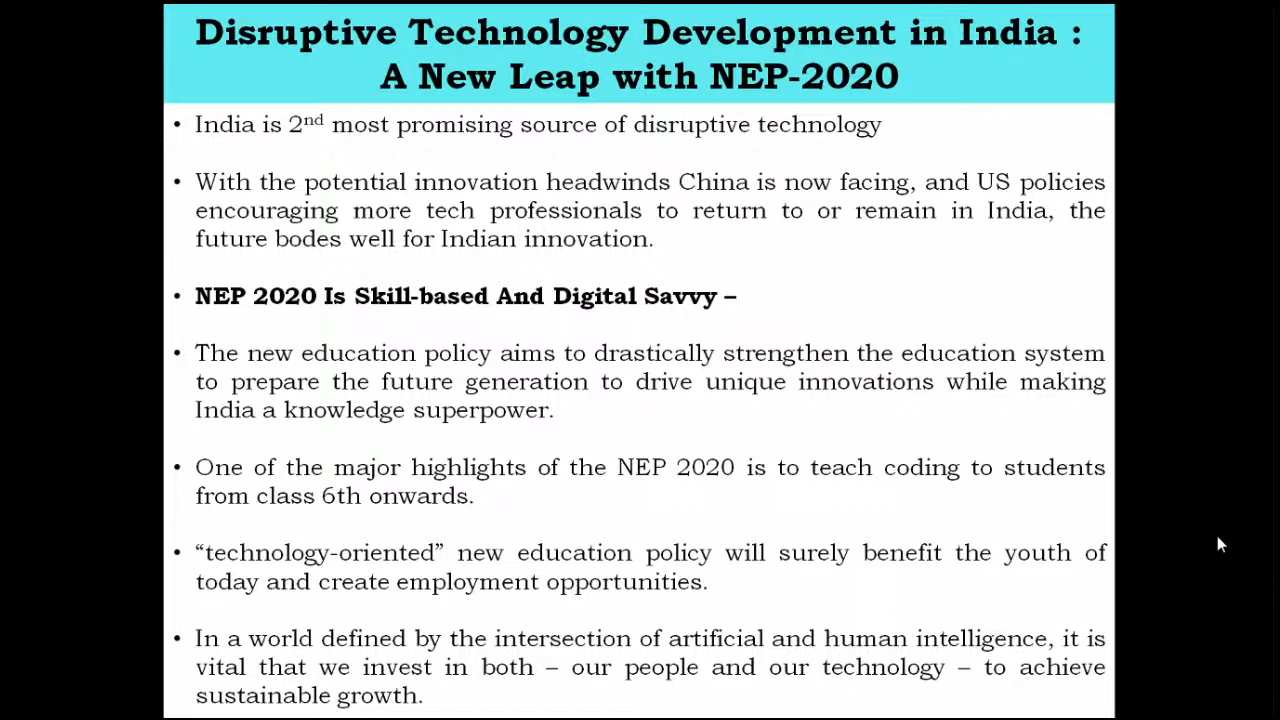 Disruptive Technology Development in India :
A New Leap with NEP-2020
• India is 2nd most promising source of disruptive technology
• With the potential innovation headwinds China is now facing, and US policies
encouraging more tech professionals to return to or remain in India, the
future bodes well for Indian innovation.
• NEP 2020 Is Skill-based And Digital Savvy –
• The new education policy aims to drastically strengthen the education system
to prepare the future generation to drive unique innovations while making
India a knowledge superpower.
• One of the major highlights of the NEP 2020 is to teach coding to students
from class 6th onwards.
• “technology-oriented” new education policy will surely benefit the youth of
today and create employment opportunities.
• In a world defined by the intersection of artificial and human intelligence, it is
vital that we invest in both – our people and our technology – to achieve
sustainable growth.